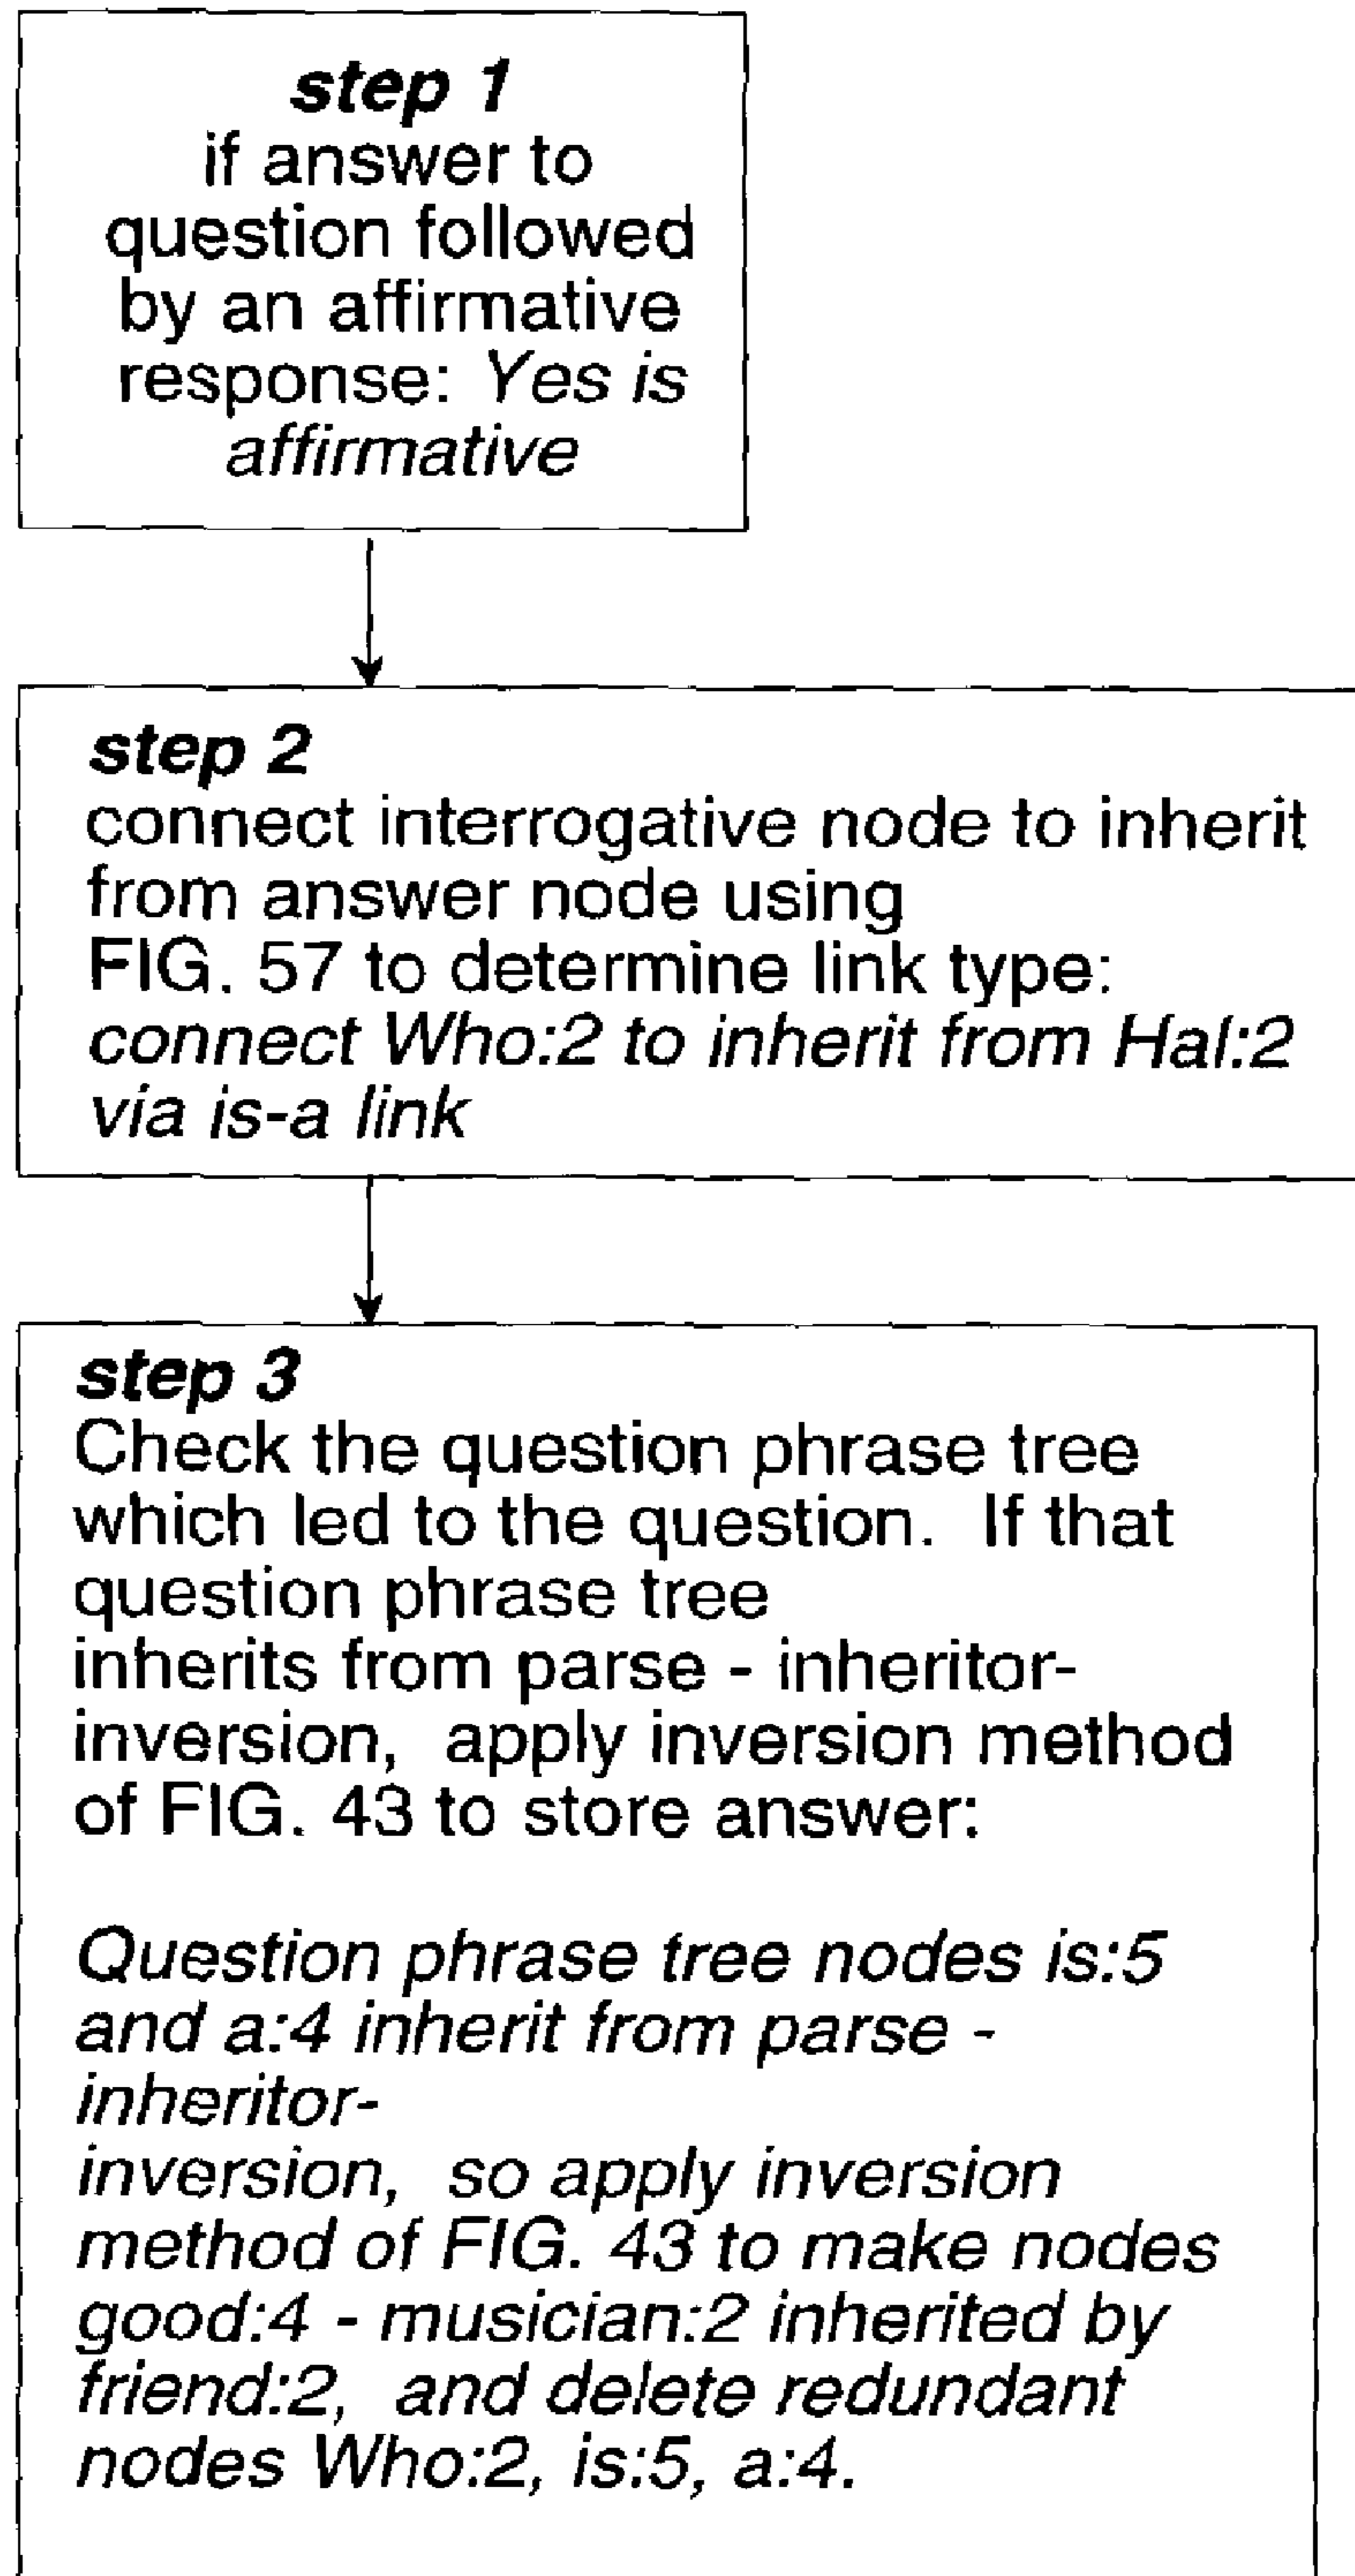 step 1
if answer to
question followed
by an affirmative
response: Yes is
affirmative
step 2
connect interrogative node to inherit
from answer node using
FIG. 57 to determine link type:
connect Who:2 to inherit from Hal:2
via is-a link
step 3
Check the question phrase tree
which led to the question.  If that
question phrase tree
inherits from parse - inheritor-
inversion,  apply inversion method
of FIG. 43 to store answer:
Question phrase tree nodes is:5
and a:4 inherit from parse -
inheritor-
inversion,  so apply inversion
method of FIG. 43 to make nodes
good:4 - musician:2 inherited by
friend:2,  and delete redundant
nodes Who:2, is:5, a:4.